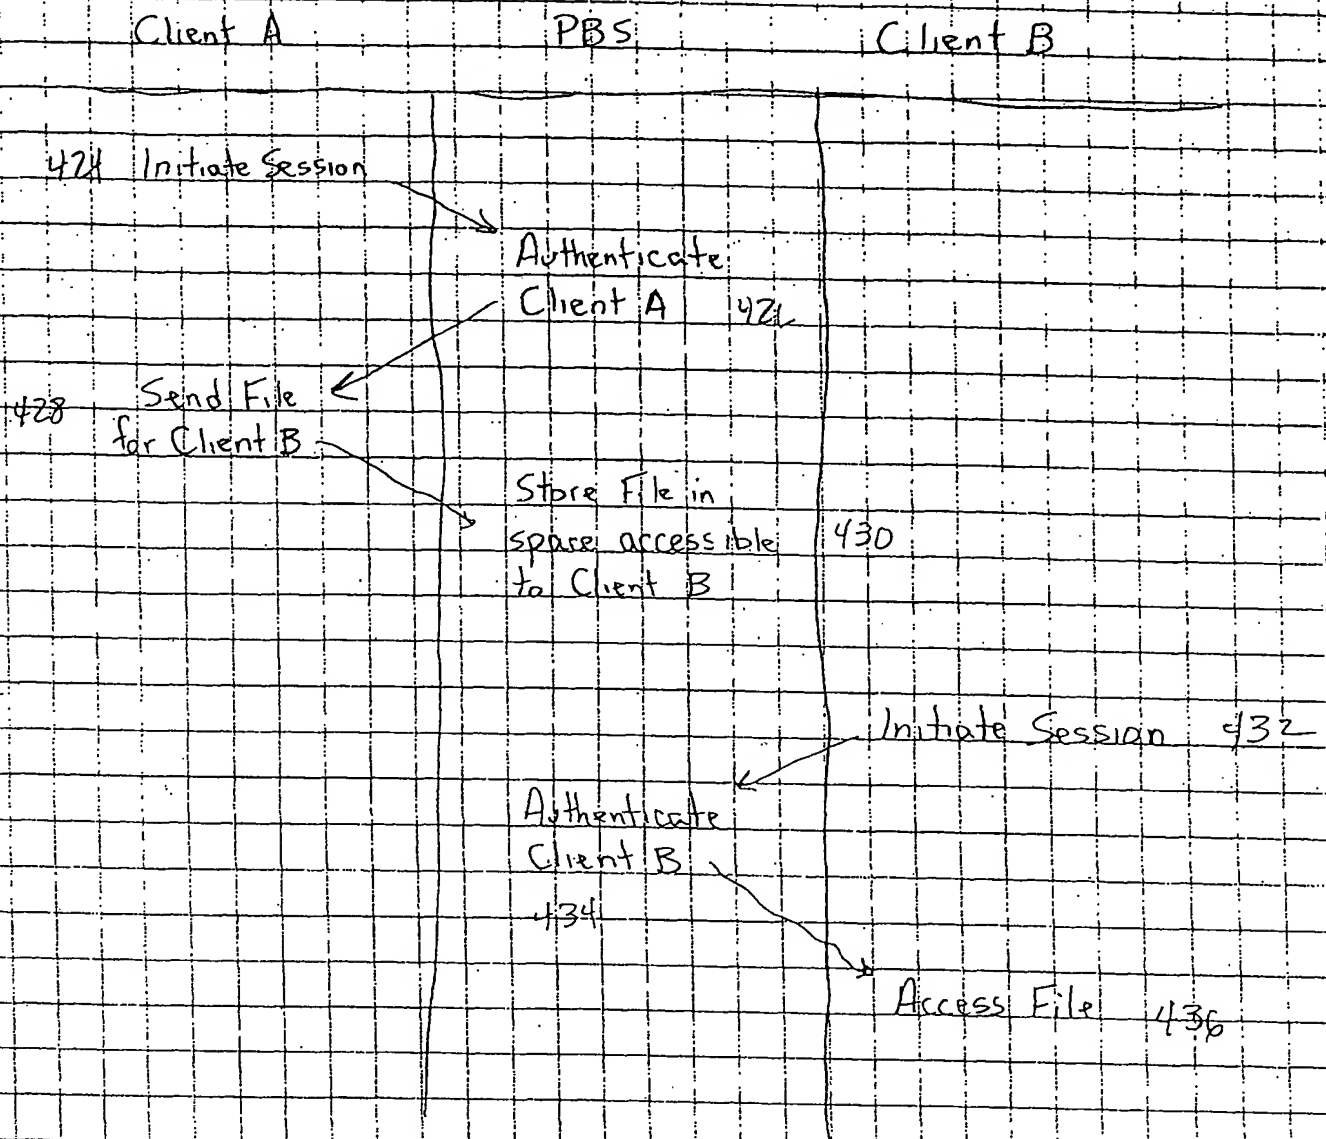 Client A PBS Client B
424 Initiate Session
Authenticate
Client A 426
Send File
428
for Client B
Store File in
space accessible 430
to Client B
Initiate Session 432
Authenticate
Client B
434
Access File 436